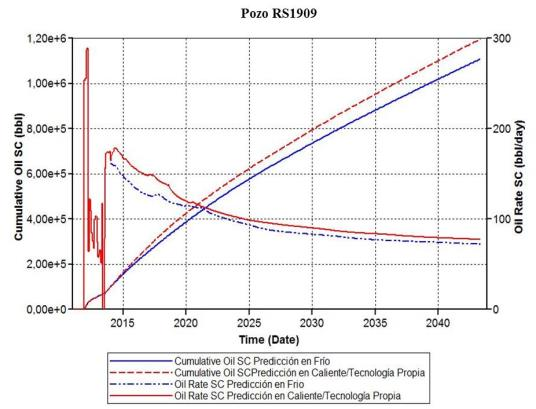 Pozo RS1909
1,20e+6
1,00e+6
8,00e+5
6,00e+5
4,00e+5
2,00e+5
0,00e+0
Cumulative Oil SC (bbl)
300
200
100
0
Oil Rate SC (bbl/day)
2015 2020 2025 2030 2035 2040
Time (Date)
Cumulative Oil SC Predicción en Frío
Cumulative Oil SCPredicción en Caliente/Tecnología Propia
Oil Rate SC Predicción en Frio
Oil Rate SC Predicción en Caliente/Tecnología Propia